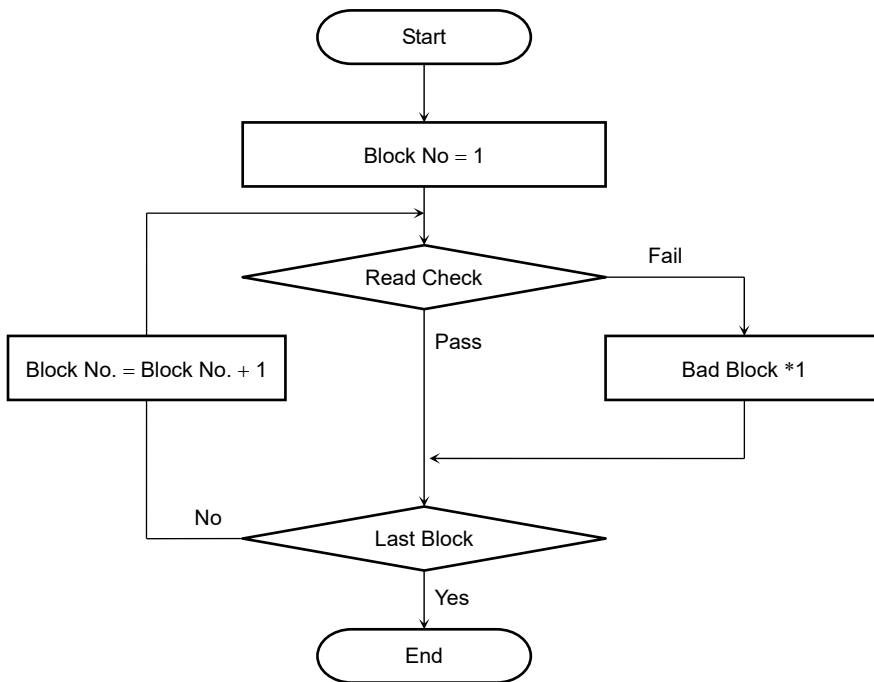 Start
Block No = 1
Read Check
Fail
Pass
Block No. = Block No. + 1
Bad Block *1
No
Last Block
Yes
End